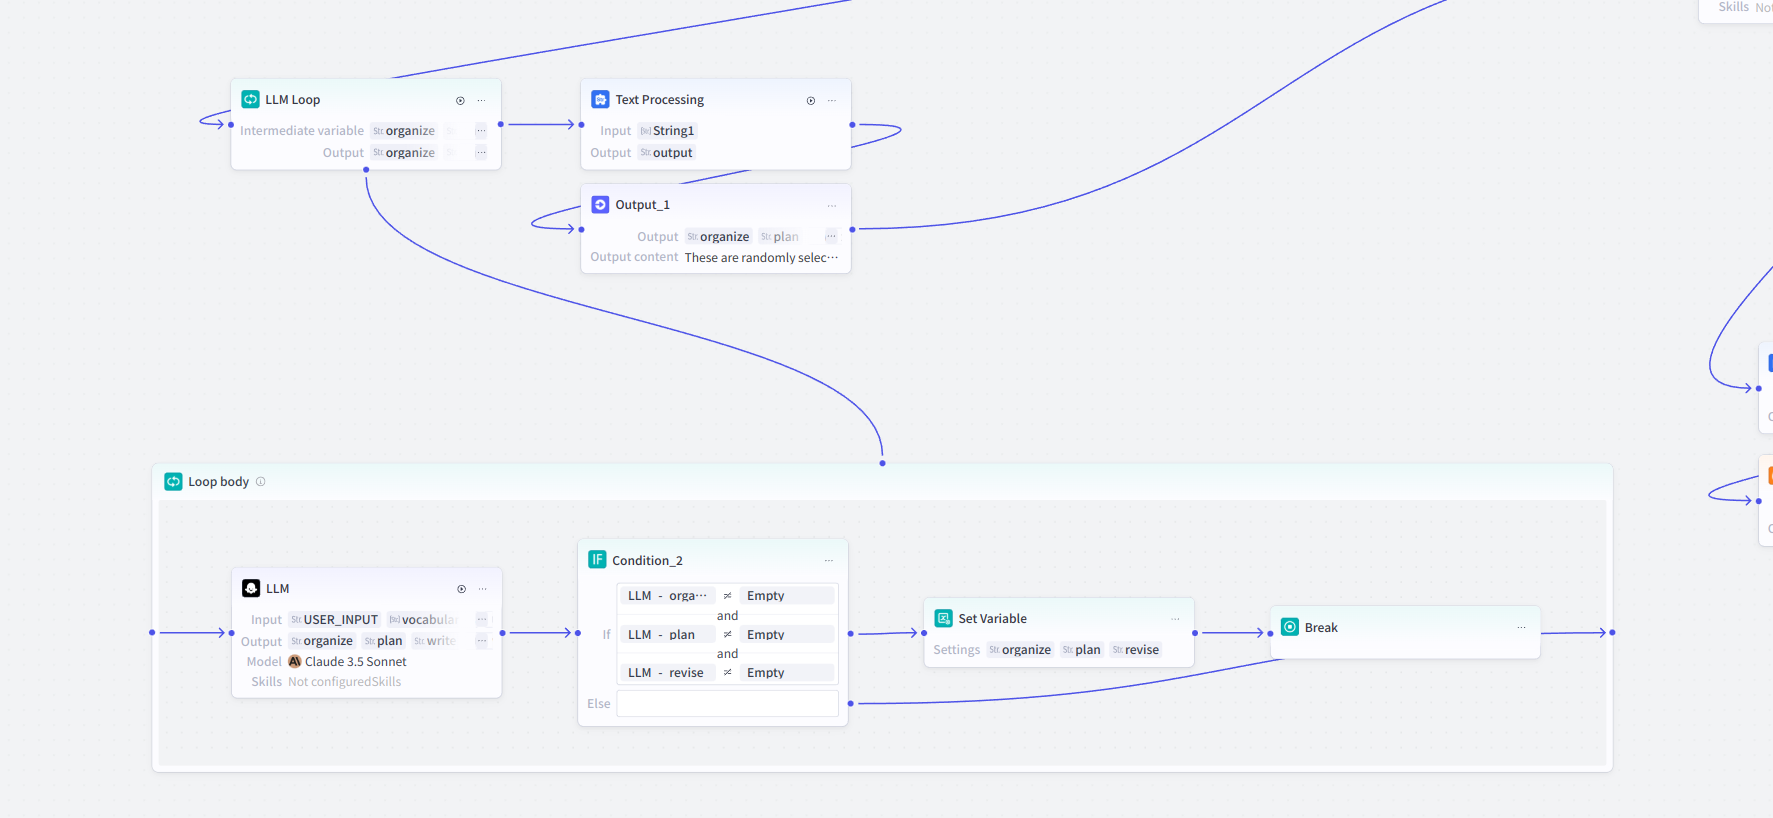 Skills Not
LLM Loop
Intermediate variable Str. organize
Output Str. organize
Text Processing
Input String1
Output Str. output
Output_1
Output Str. organize Str. plan
Output content These are randomly selec···
Loop body
LLM
Input Str. USER_INPUT vocabula
Output Str. organize Str. plan Str. write
Model Claude 3.5 Sonnet
Skills Not configuredSkills
IF Condition_2
LLM - orga··· ≠ Empty
and
If LLM - plan ≠ Empty
and
LLM - revise ≠ Empty
Else
Set Variable
Settings Str. organize Str. plan Str. revise
Break